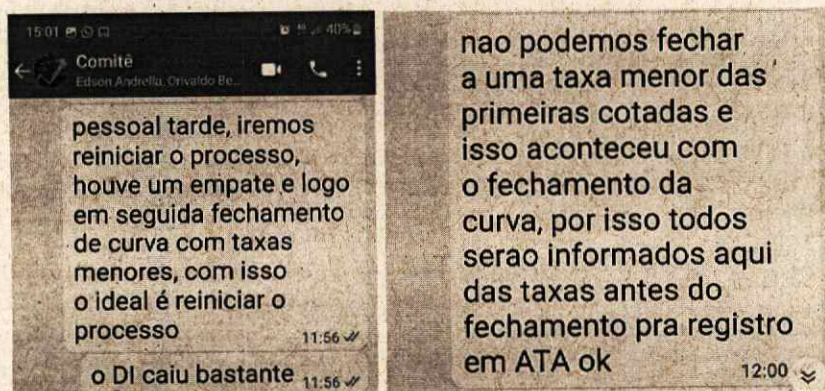 15:01
40%
Comitê
Edson Andrella, Orivaldo Be...
pessoal tarde, iremos
reiniciar o processo,
houve um empate e logo
em seguida fechamento
de curva com taxas
menores, com isso
o ideal é reiniciar o
processo
11:56
o DI caiu bastante 11:56
nao podemos fechar
a uma taxa menor das
primeiras cotadas e
isso aconteceu com
o fechamento da
curva, por isso todos
serao informados aqui
das taxas antes do
fechamento pra registro
em ATA ok
12:00